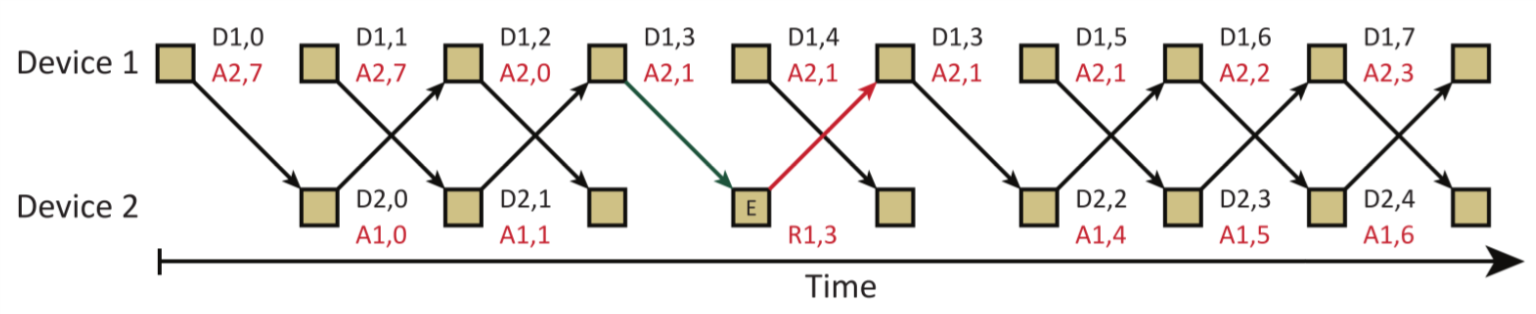 D1,0 D1,1 D1,2 D1,3 D1,4 D1,3 D1,5 D1,6 D1,7
Device 1
A2,7 A2,7 A2,0 A2,1 A2,1 A2,1 A2,1 A2,2 A2,3
D2,0 D2,1 D2,2 D2,3 D2,4
Device 2
E
A1,0 A1,1 R1,3 A1,4 A1,5 A1,6
Time